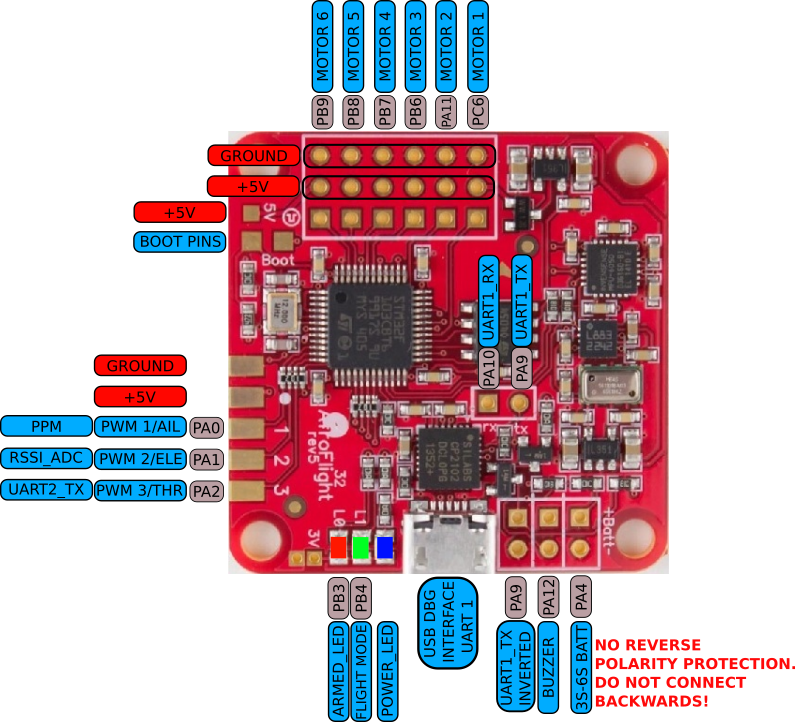 MOTOR 6
MOTOR 5
MOTOR 4
MOTOR 3
MOTOR 2
MOTOR 1
PB9
PB8
PB7
PB6
PA11
PC6
GROUND
+5V
+5V
5V
BOOT PINS
Boot
UART1_RX
UART1_TX
PA10
PA9
GROUND
+5V
PPM
PWM 1/AIL
PA0
1
RSSI_ADC
PWM 2/ELE
PA1
2
UART2_TX
PWM 3/THR
PA2
3
AfroFlight
32
rev5
rx
tx
SILABS
CP2102
DCL0PG
1352+
3V
L0
L1
+Batt-
PB3
PB4
ARMED_LED
FLIGHT MODE
POWER_LED
USB DBG
INTERFACE
UART 1
PA9
PA12
PA4
UART1_TX
INVERTED
BUZZER
3S-6S BATT
NO REVERSE
POLARITY PROTECTION.
DO NOT CONNECT
BACKWARDS!